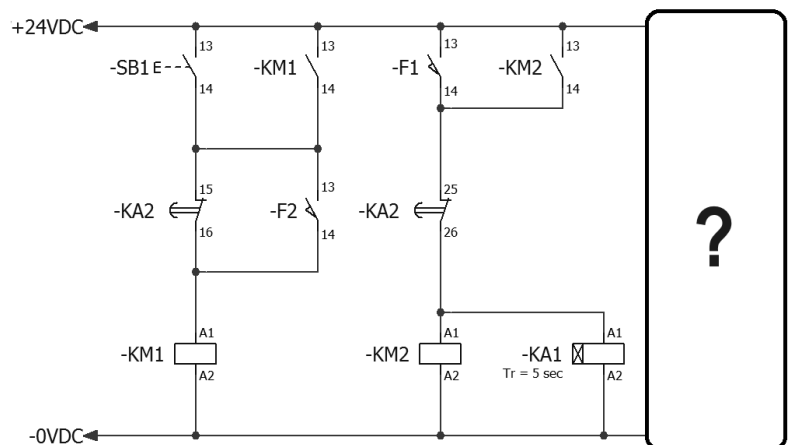 +24VDC
13 13 13 13
-SB1 -KM1 -F1 -KM2
14 14 14 14
15 13 25
-KA2 -F2 -KA2
16 14 26
A1 A1 A1
-KM1 -KM2 -KA1
Tr = 5 sec
A2 A2 A2
-0VDC
?